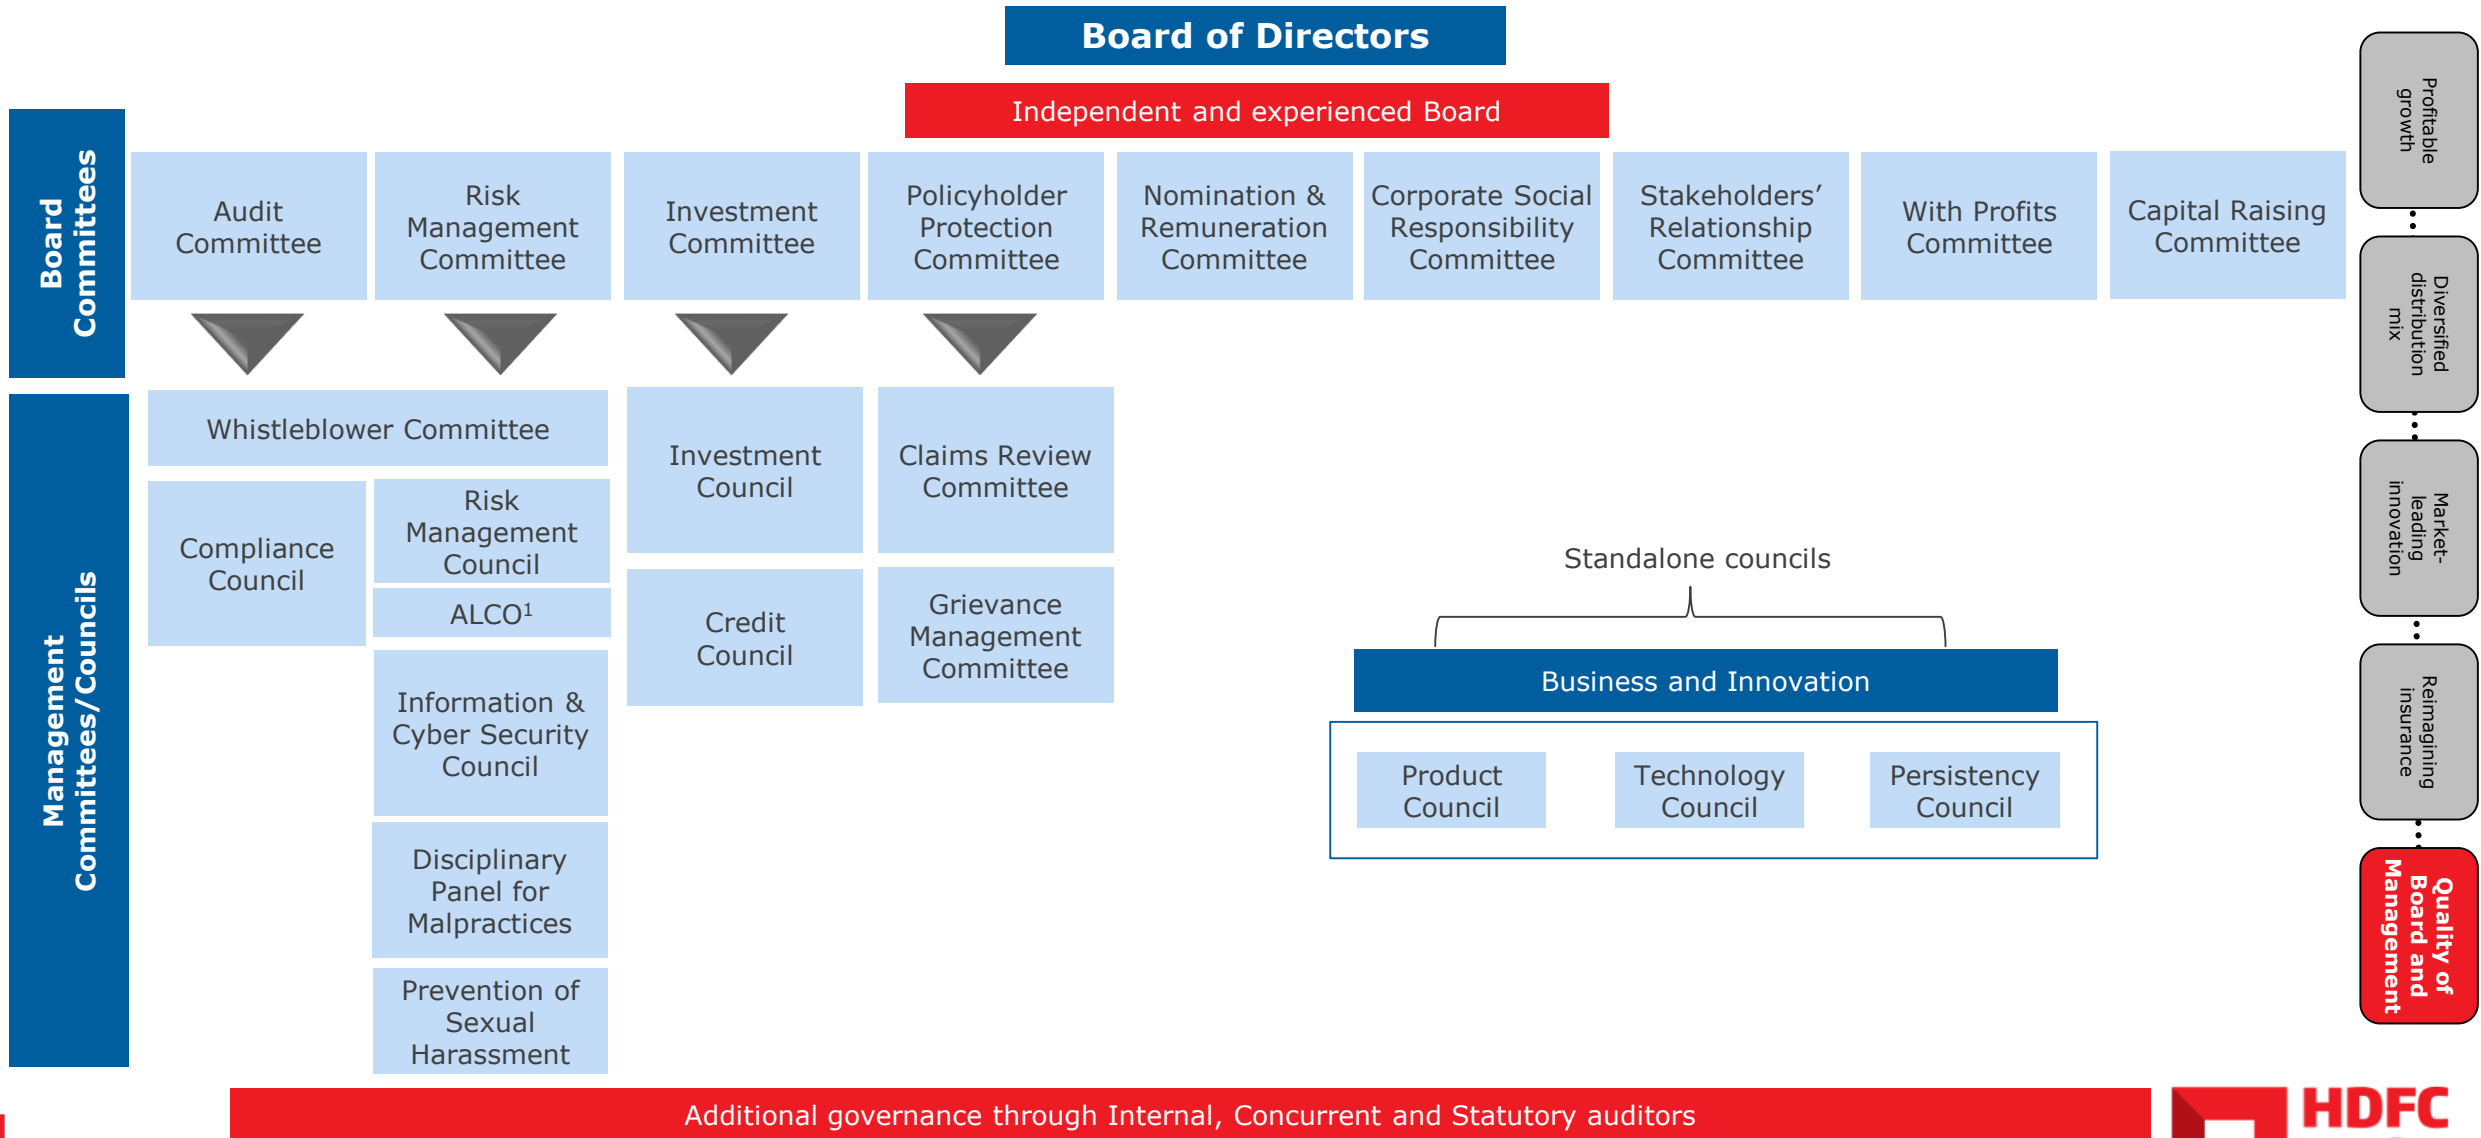 Board of Directors
Independent and experienced Board
Board
Committees
Audit
Committee
Risk
Management
Committee
Investment
Committee
Policyholder
Protection
Committee
Nomination &
Remuneration
Committee
Corporate Social
Responsibility
Committee
Stakeholders’
Relationship
Committee
With Profits
Committee
Capital Raising
Committee
Management
Committees/Councils
Whistleblower Committee
Compliance
Council
Risk
Management
Council
ALCO¹
Information &
Cyber Security
Council
Disciplinary
Panel for
Malpractices
Prevention of
Sexual
Harassment
Investment
Council
Credit
Council
Claims Review
Committee
Grievance
Management
Committee
Standalone councils
Business and Innovation
Product
Council
Technology
Council
Persistency
Council
Profitable
growth
Diversified
distribution
mix
Market-
leading
innovation
Reimagining
insurance
Quality of
Board and
Management
Additional governance through Internal, Concurrent and Statutory auditors
HDFC